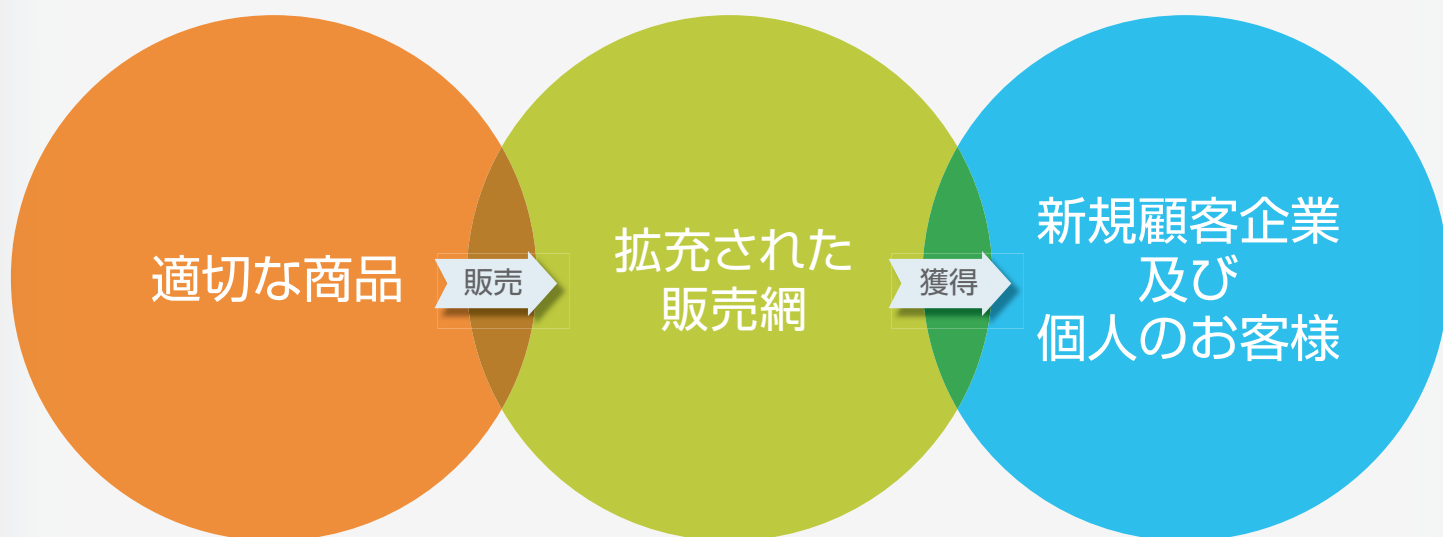 適切な商品
販売
拡充された
販売網
獲得
新規顧客企業
及び
個人のお客様